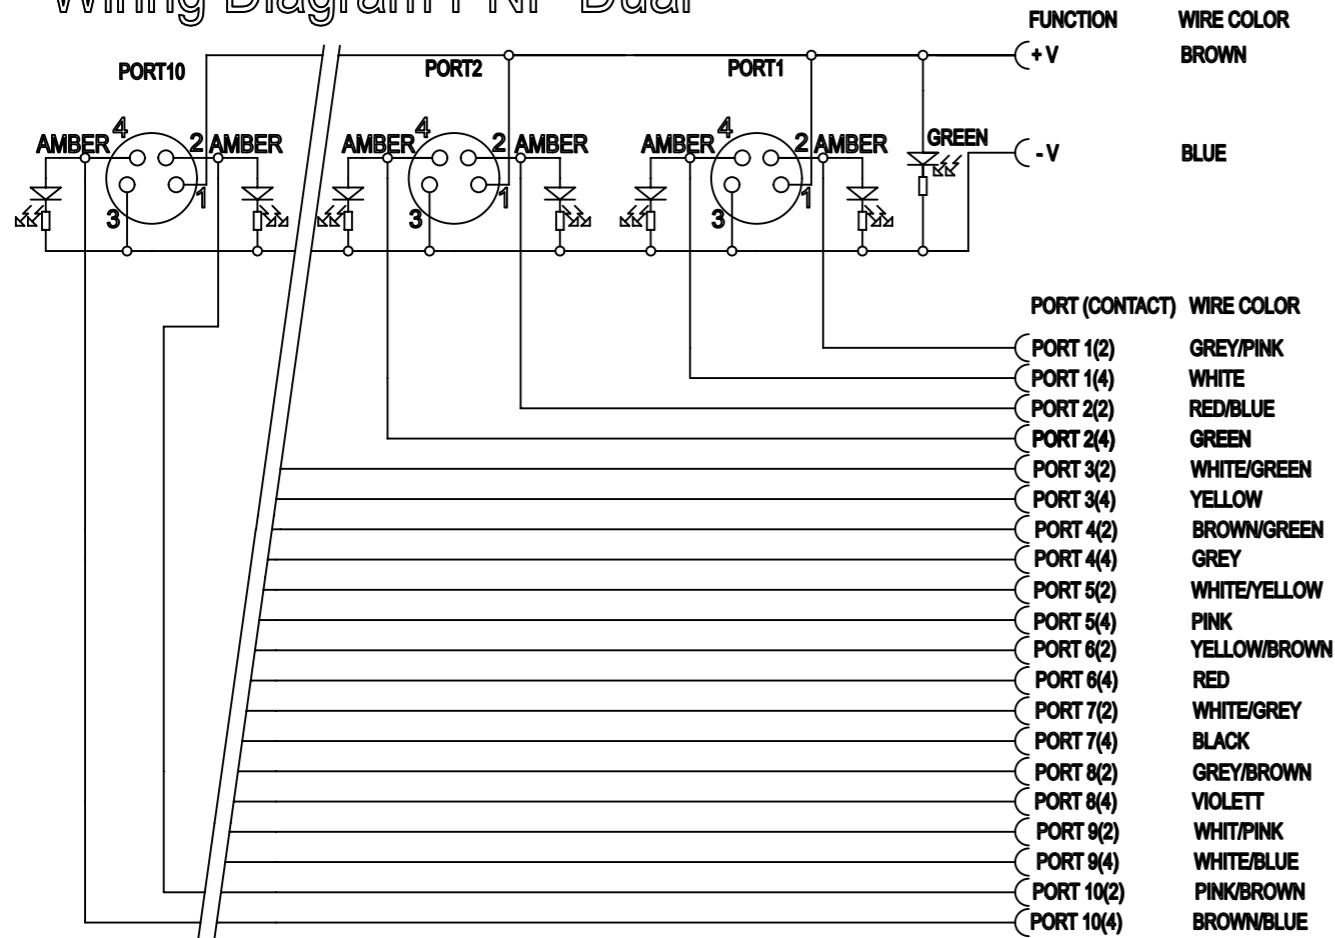 Wiring Diagram PNP Dual
FUNCTION WIRE COLOR
+ V BROWN
PORT10 PORT2 PORT1
AMBER 4 2 AMBER AMBER 4 2 AMBER AMBER 4 2 AMBER GREEN
- V BLUE
3 1 3 1 3 1
PORT (CONTACT) WIRE COLOR
PORT 1(2) GREY/PINK
PORT 1(4) WHITE
PORT 2(2) RED/BLUE
PORT 2(4) GREEN
PORT 3(2) WHITE/GREEN
PORT 3(4) YELLOW
PORT 4(2) BROWN/GREEN
PORT 4(4) GREY
PORT 5(2) WHITE/YELLOW
PORT 5(4) PINK
PORT 6(2) YELLOW/BROWN
PORT 6(4) RED
PORT 7(2) WHITE/GREY
PORT 7(4) BLACK
PORT 8(2) GREY/BROWN
PORT 8(4) VIOLETT
PORT 9(2) WHIT/PINK
PORT 9(4) WHITE/BLUE
PORT 10(2) PINK/BROWN
PORT 10(4) BROWN/BLUE